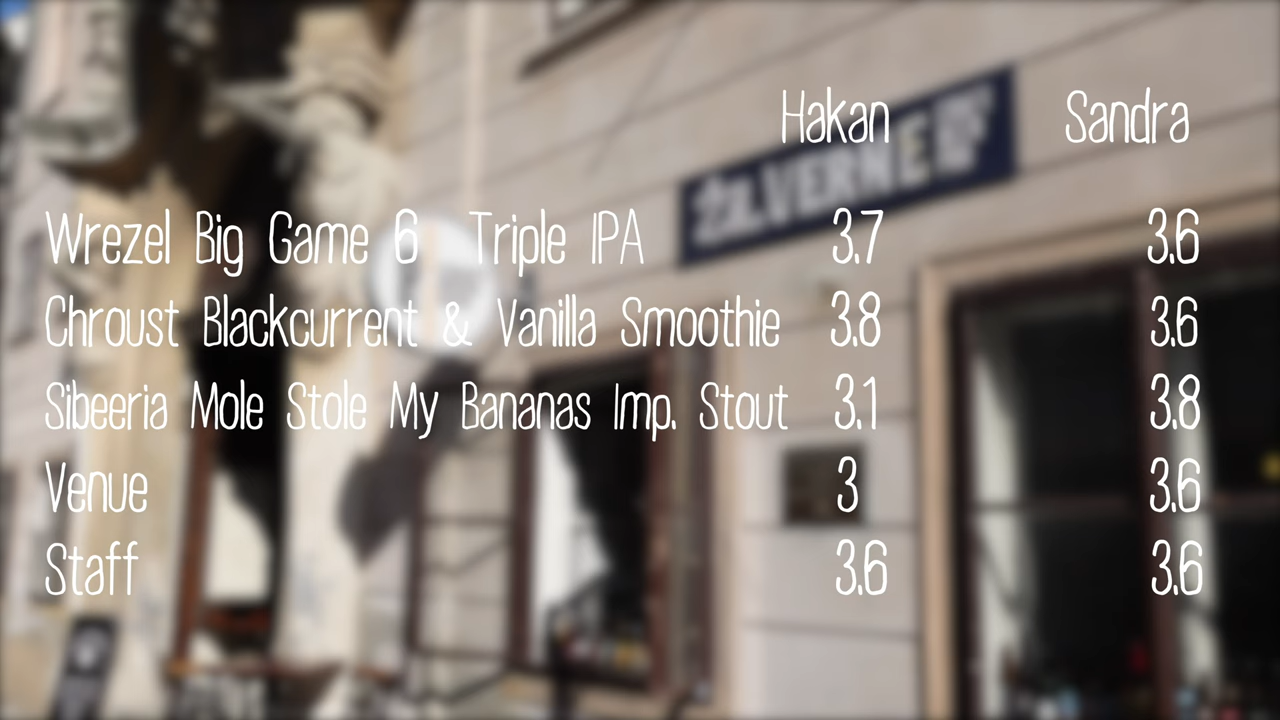 Hakan Sandra
Wrezel Big Game 6 Triple IPA 3.7 3.6
Chroust Blackcurrent & Vanilla Smoothie 3.8 3.6
Sibeeria Mole Stole My Bananas Imp. Stout 3.1 3.8
Venue 3 3.6
Staff 3.6 3.6